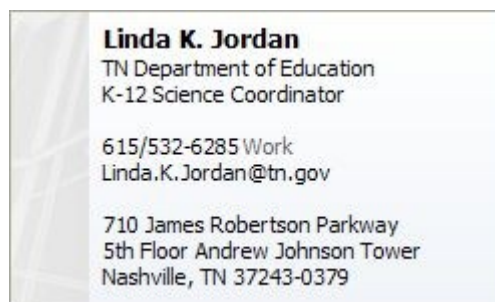 Linda K. Jordan
TN Department of Education
K-12 Science Coordinator
615/532-6285 Work
Linda.K.Jordan@tn.gov
710 James Robertson Parkway
5th Floor Andrew Johnson Tower
Nashville, TN 37243-0379